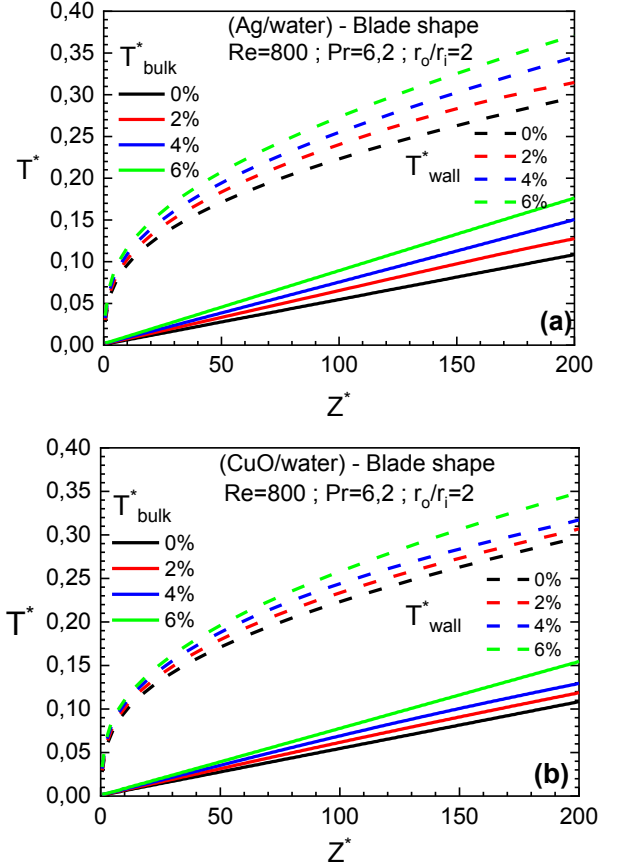 (Ag/water) - Blade shape
Re=800 ; Pr=6,2 ; ro/ri=2
T*bulk
0%
2%
4%
6%
T*wall
0%
2%
4%
6%
T*
0,40
0,35
0,30
0,25
0,20
0,15
0,10
0,05
0,00
0 50 100 150 200
Z*
(a)
(CuO/water) - Blade shape
Re=800 ; Pr=6,2 ; ro/ri=2
T*bulk
0%
2%
4%
6%
T*wall
0%
2%
4%
6%
T*
0,40
0,35
0,30
0,25
0,20
0,15
0,10
0,05
0,00
0 50 100 150 200
Z*
(b)